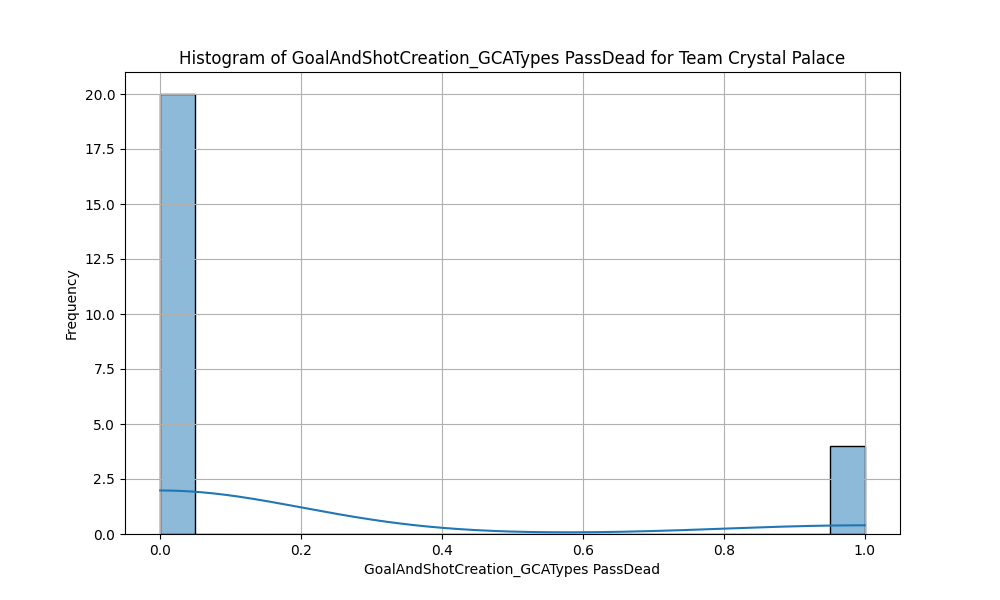 Histogram of GoalAndShotCreation_GCATypes PassDead for Team Crystal Palace
20.0
17.5
15.0
12.5
10.0
7.5
5.0
2.5
0.0
Frequency
0.0 0.2 0.4 0.6 0.8 1.0
GoalAndShotCreation_GCATypes PassDead